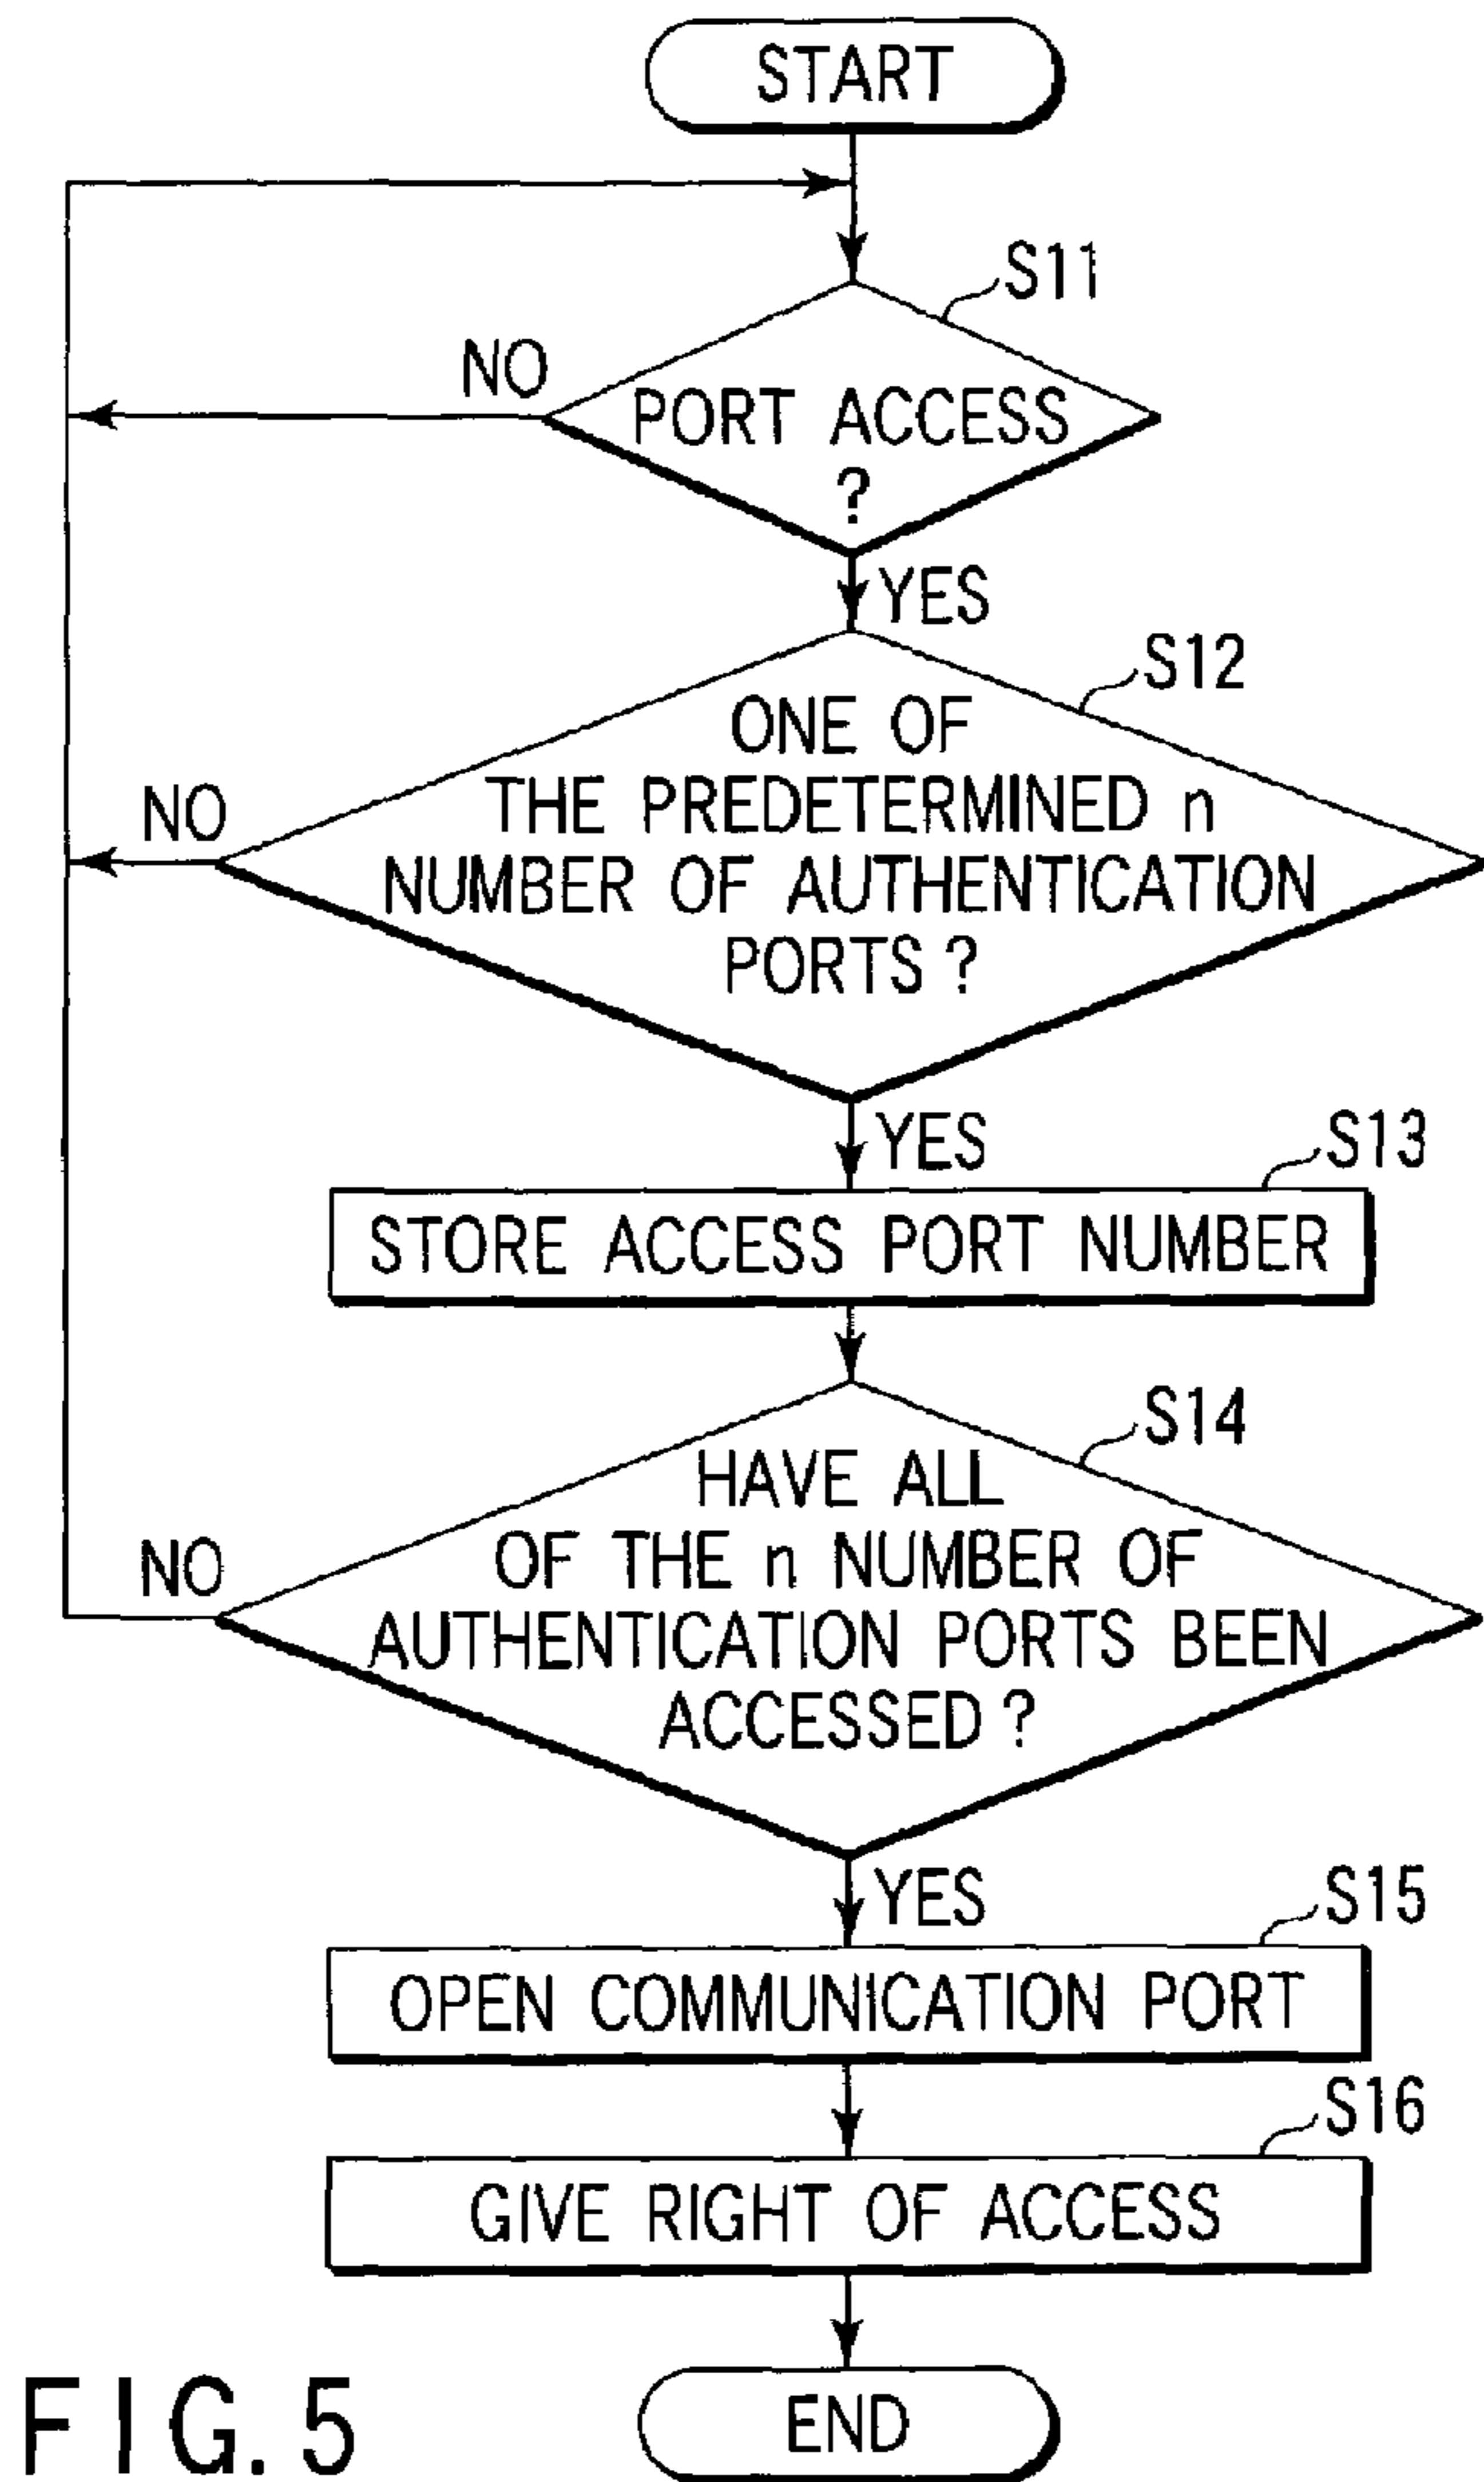 START
S11
NO
PORT ACCESS
?
YES
S12
ONE OF
THE PREDETERMINED n
NO
NUMBER OF AUTHENTICATION
PORTS ?
YES
S13
STORE ACCESS PORT NUMBER
S14
HAVE ALL
OF THE n NUMBER OF
NO
AUTHENTICATION PORTS BEEN
ACCESSED ?
YES
S15
OPEN COMMUNICATION PORT
S16
GIVE RIGHT OF ACCESS
END
FIG. 5